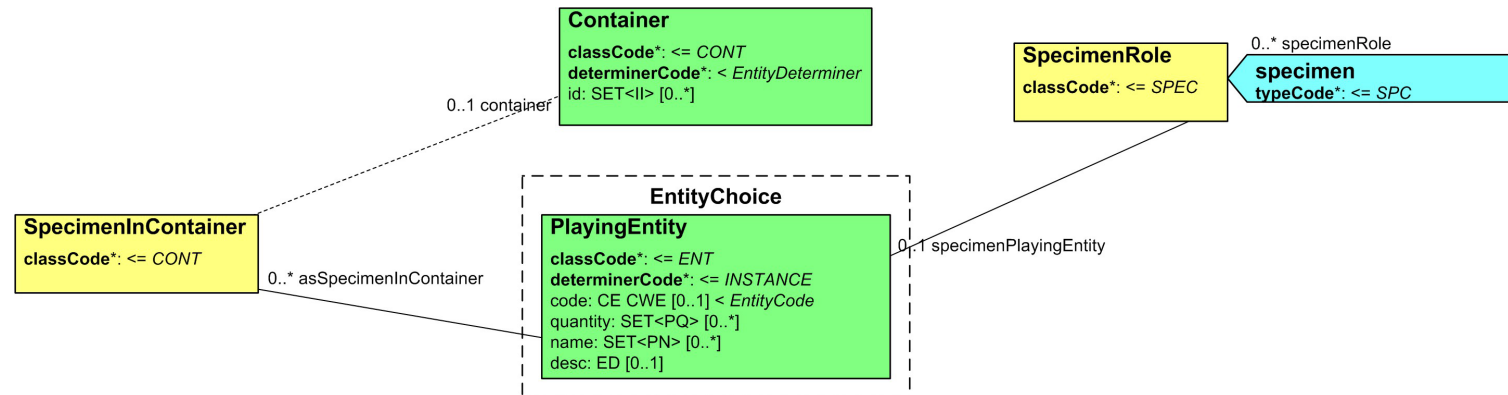 Container
classCode*: <= CONT
determinerCode*: < EntityDeterminer
id: SET<II> [0..*]
0..1 container
SpecimenRole
classCode*: <= SPEC
0..* specimenRole
specimen
typeCode*: <= SPC
SpecimenInContainer
classCode*: <= CONT
0..* asSpecimenInContainer
EntityChoice
PlayingEntity
classCode*: <= ENT
determinerCode*: <= INSTANCE
code: CE CWE [0..1] < EntityCode
quantity: SET<PQ> [0..*]
name: SET<PN> [0..*]
desc: ED [0..1]
0..1 specimenPlayingEntity